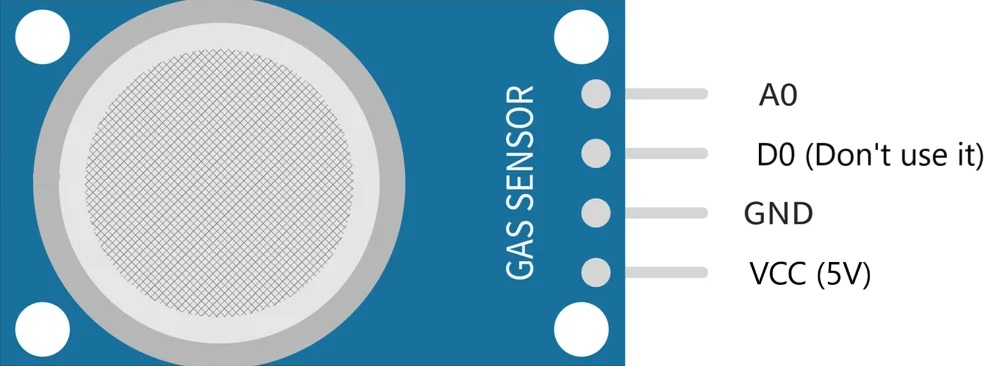 GAS SENSOR
A0
D0 (Don't use it)
GND
VCC (5V)